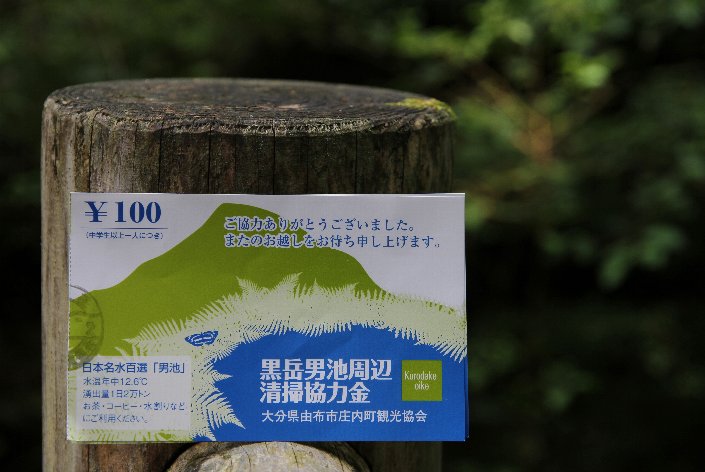 ¥100
(中学生以上一人につき)
ご協力ありがとうございました。
またのお越しをお待ち申し上げます。
日本名水百選「男池」
水温年中12.6℃
湧出量1日2万トン
お茶・コーヒー・水割りなど
にご利用ください。
黒岳男池周辺
清掃協力金
Kurodake
oike
大分県由布市庄内町観光協会